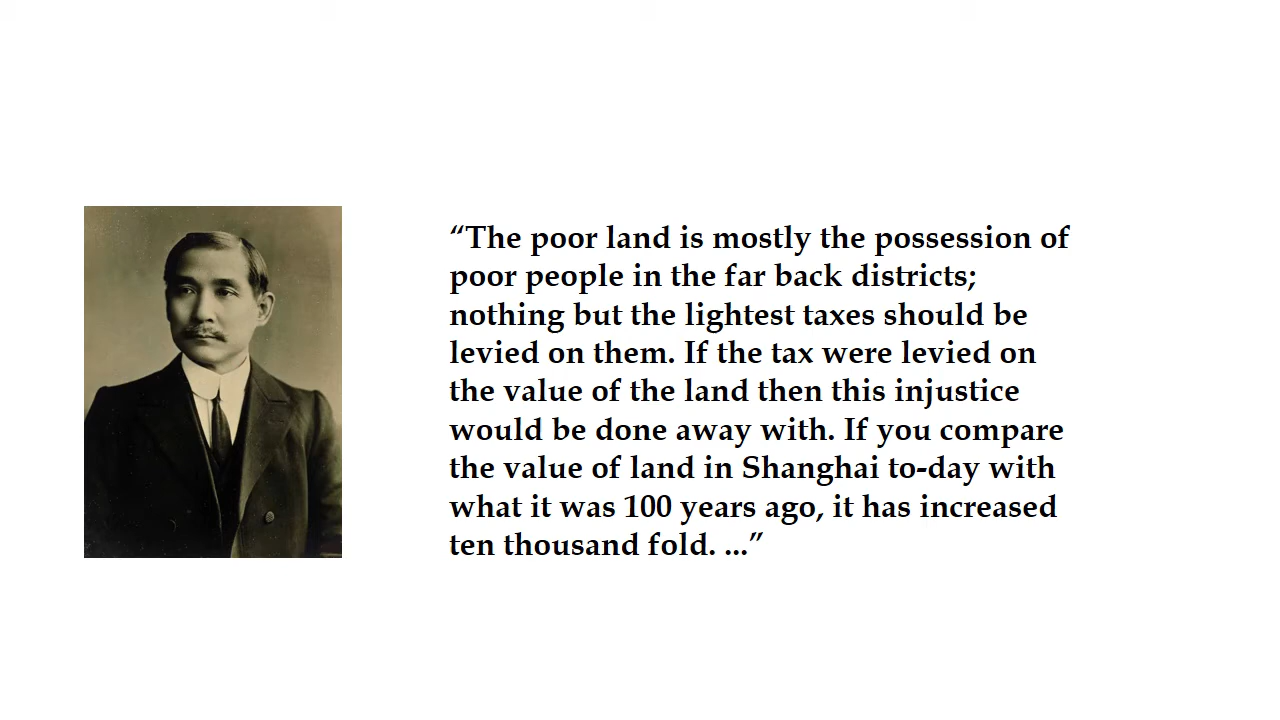 “The poor land is mostly the possession of
poor people in the far back districts;
nothing but the lightest taxes should be
levied on them. If the tax were levied on
the value of the land then this injustice
would be done away with. If you compare
the value of land in Shanghai to-day with
what it was 100 years ago, it has increased
ten thousand fold. ...”